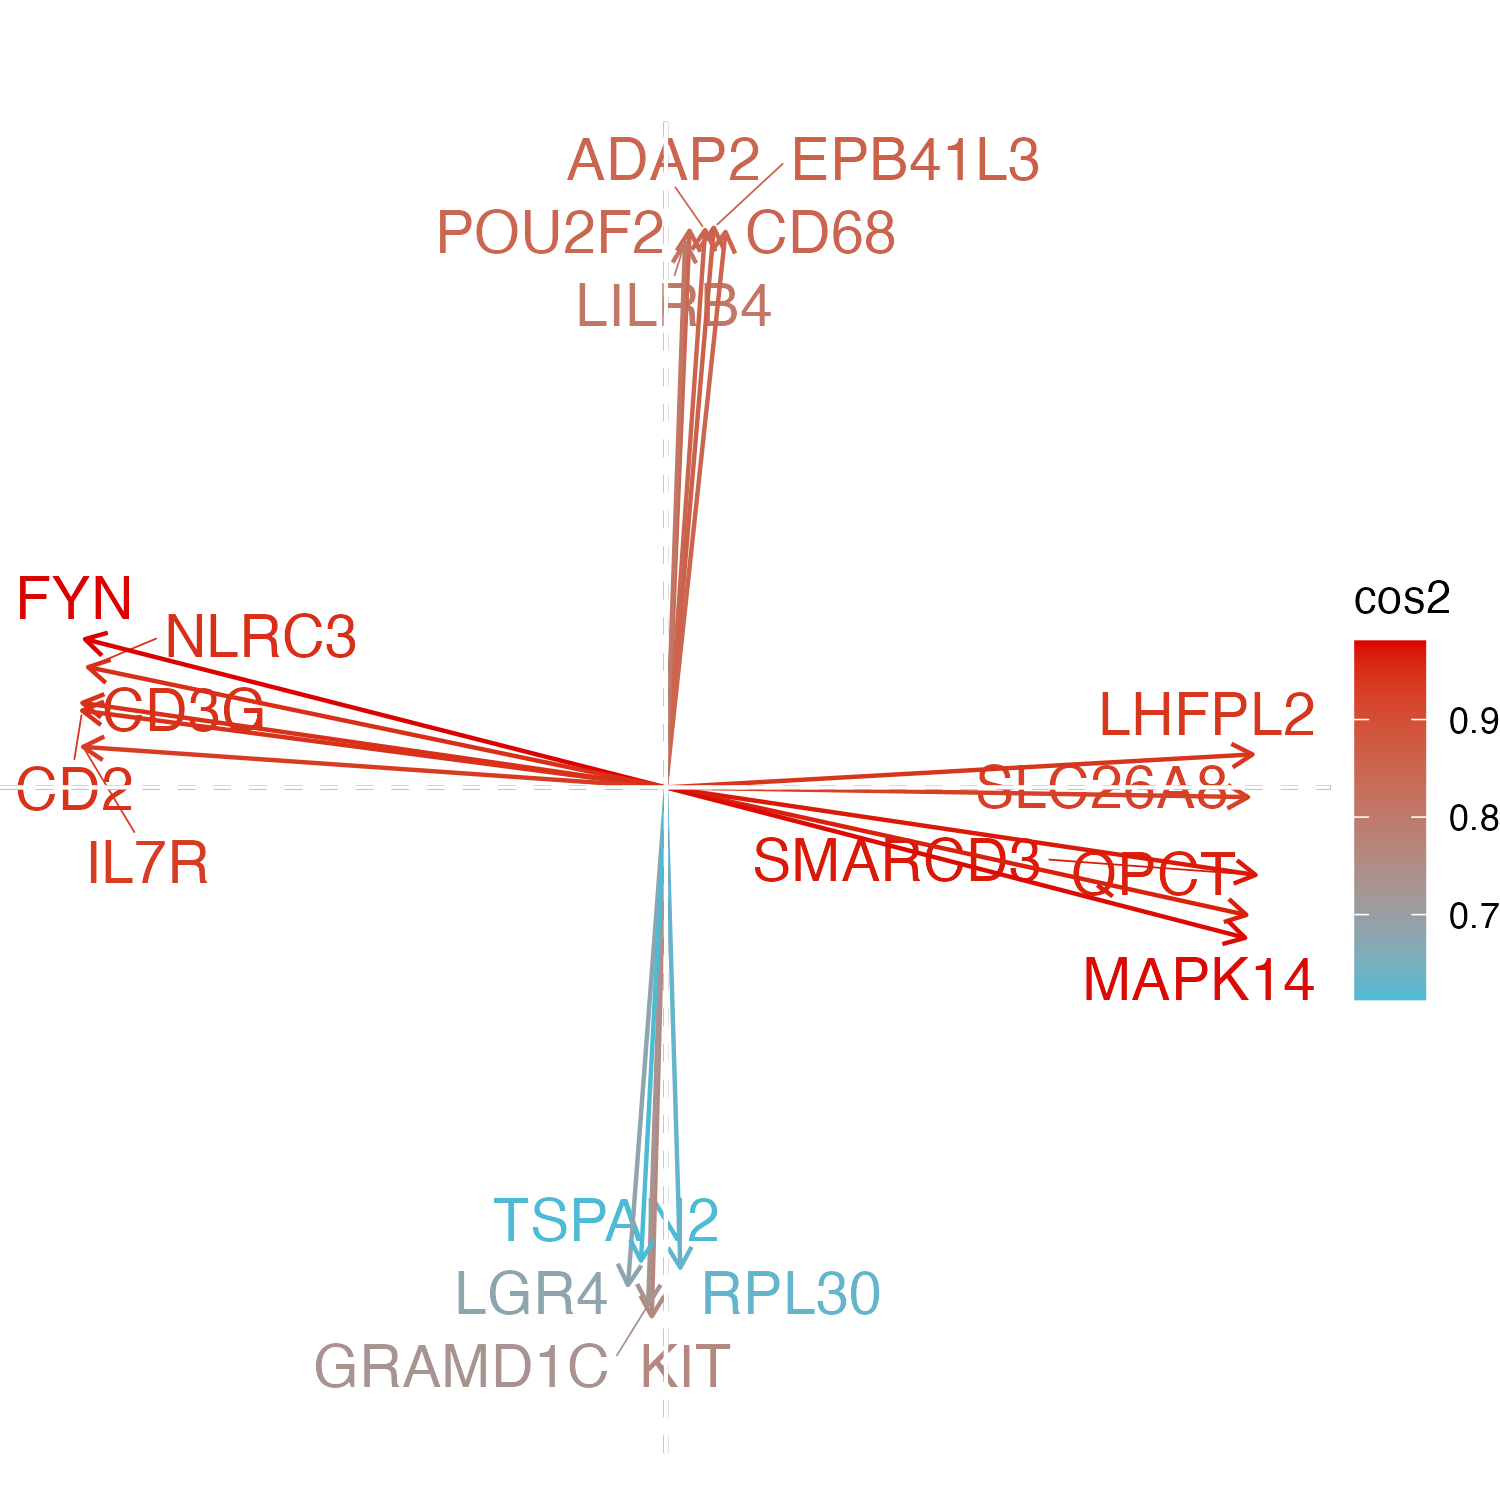 ADAP2 EPB41L3
POU2F2 CD68
LILRB4
FYN
NLRC3
CD3G
CD2
IL7R
LHFPL2
SLC26A8
SMARCD3 QPCT
MAPK14
cos2
0.9
0.8
0.7
TSPAN2
LGR4 RPL30
GRAMD1C KIT